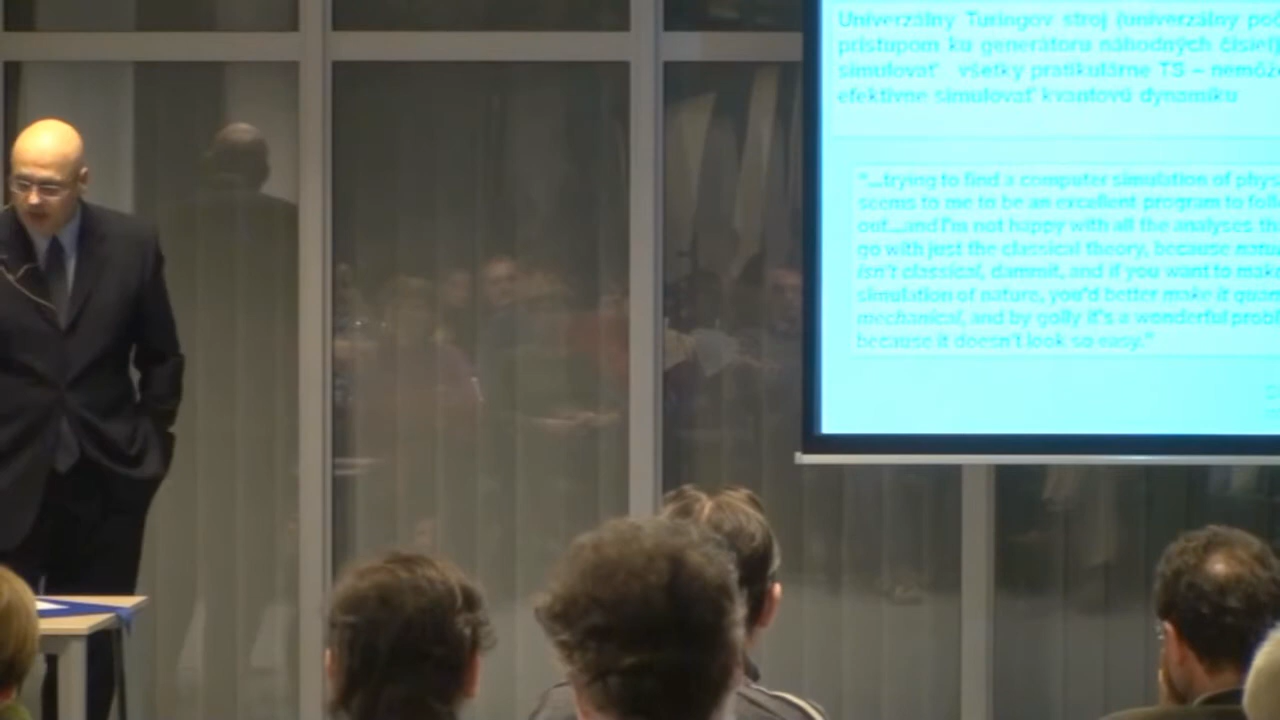 Univerzálny Turingov stroj (univerzálny
prístupom ku generátoru náhodných čísiel)
simulovať všetky pratikulárne TS – nemôže
efektívne simulovať kvantovú dynamiku
"...trying to find a computer simulation of phys
seems to me to be an excellent program to foll
out...and I'm not happy with all the analyses th
go with just the classical theory, because natu
isn't classical, dammit, and if you want to mak
simulation of nature, you'd better make it quan
mechanical, and by golly it's a wonderful probl
because it doesn't look so easy."